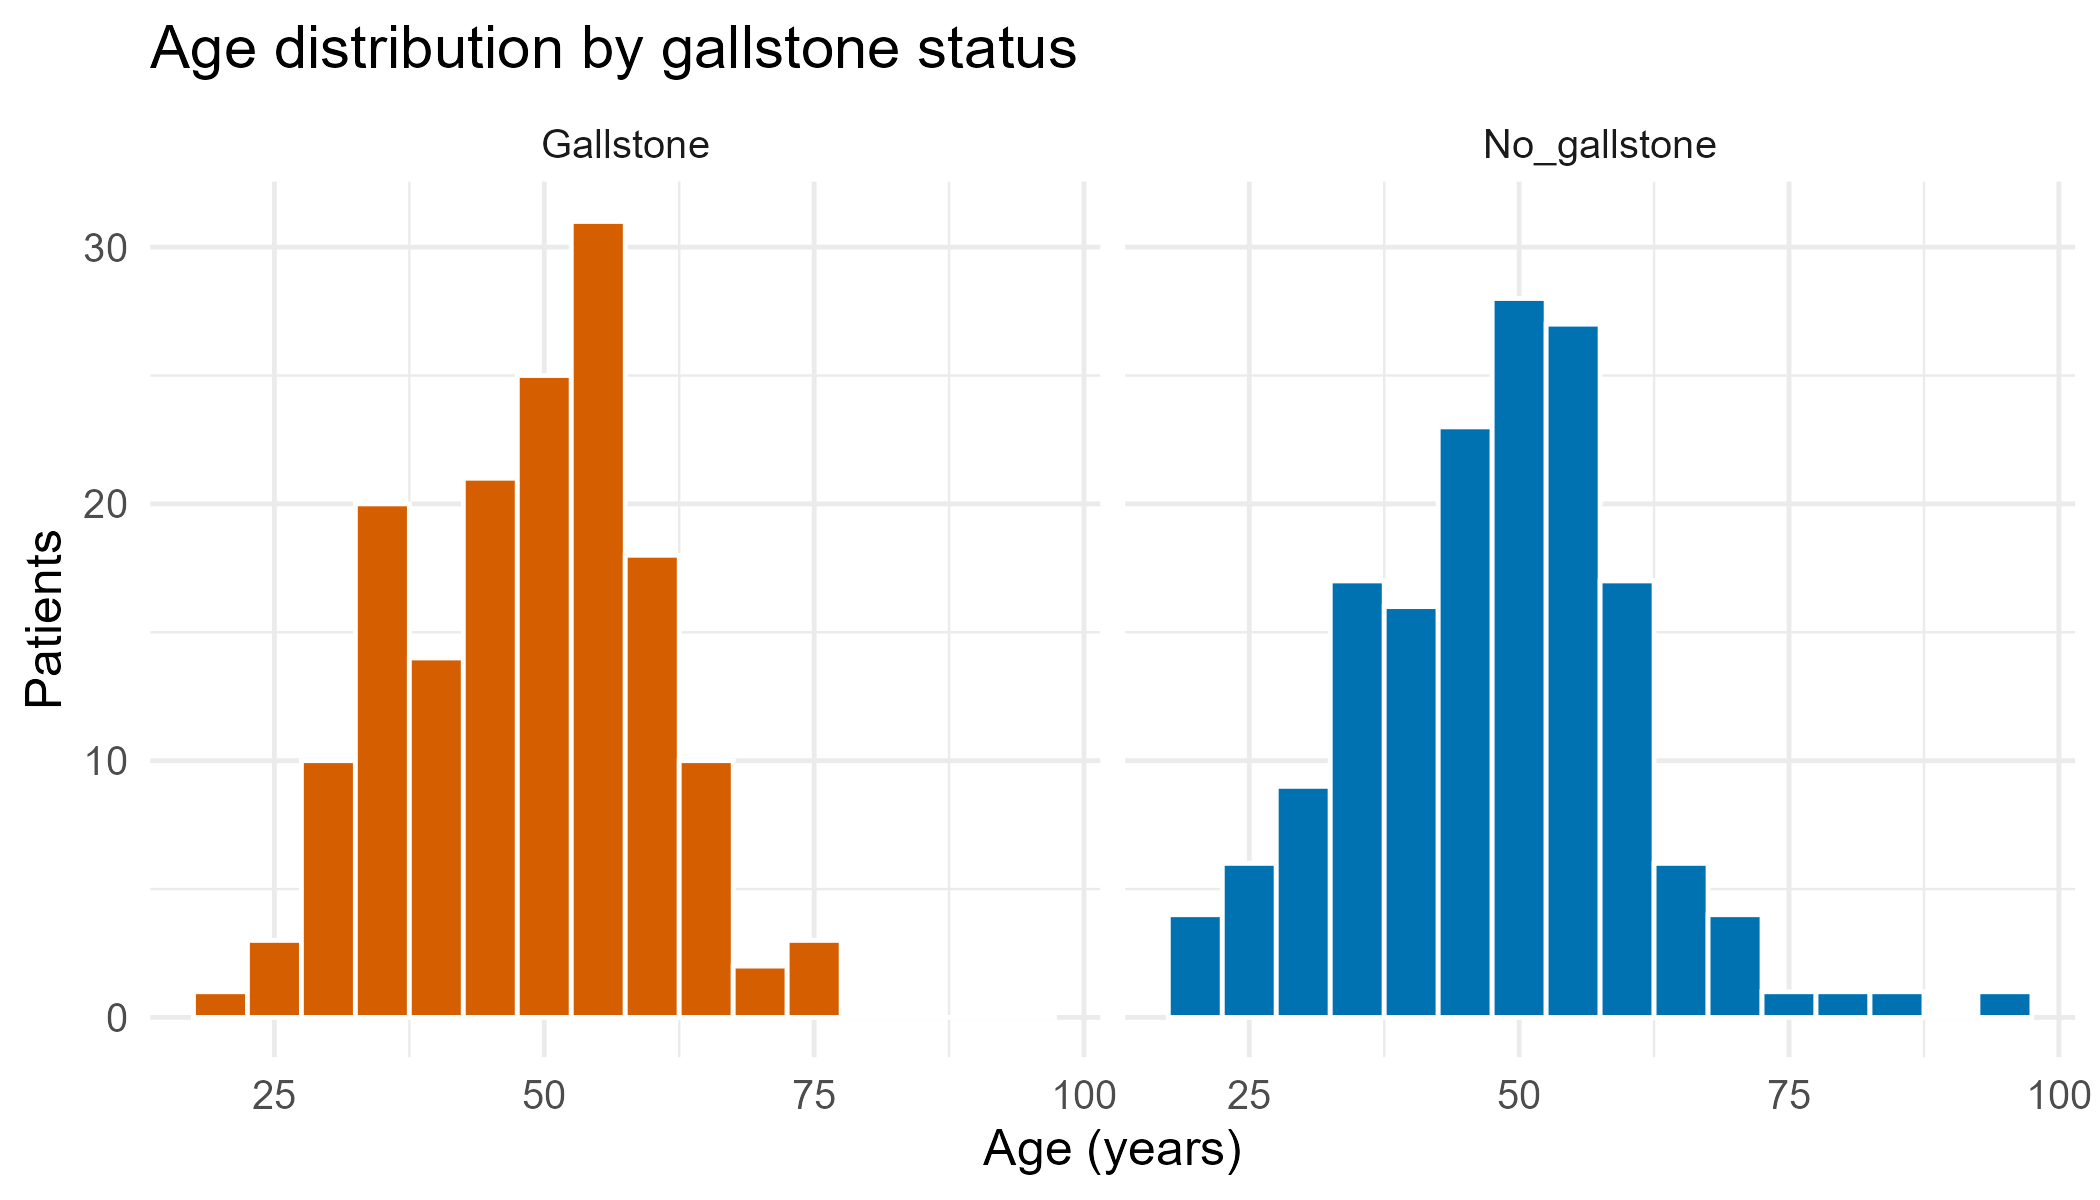 Age distribution by gallstone status
Gallstone
No_gallstone
30
20
10
0
Patients
25 50 75 100
25 50 75 100
Age (years)